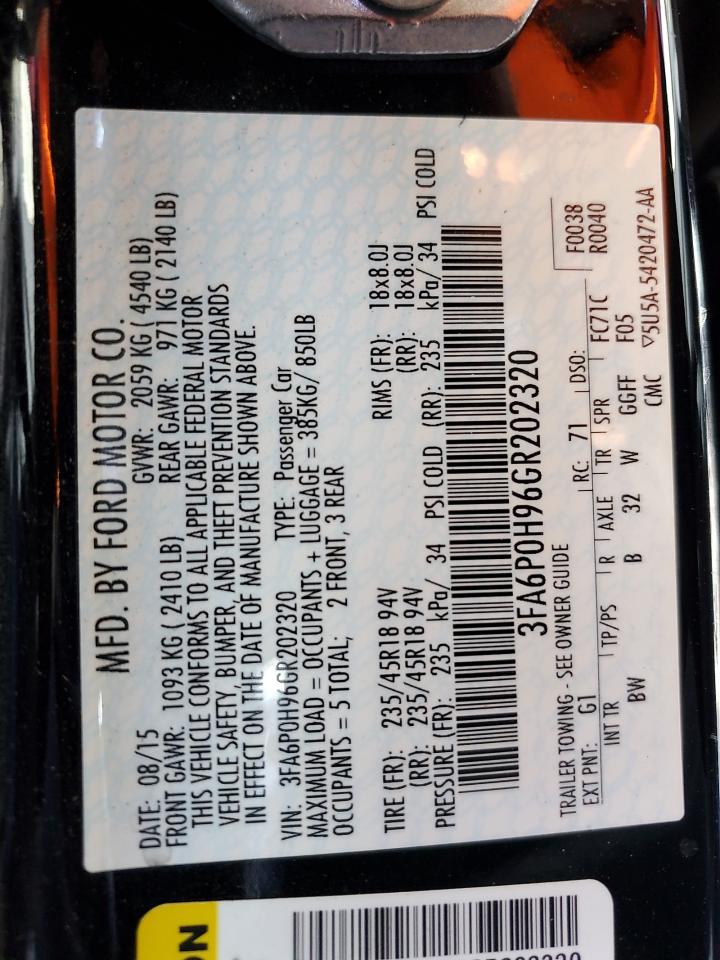 MFD. BY FORD MOTOR CO.
DATE: 08/15 GVWR: 2059 KG ( 4540 LB)
FRONT GAWR: 1093 KG ( 2410 LB) REAR GAWR: 971 KG ( 2140 LB)
THIS VEHICLE CONFORMS TO ALL APPLICABLE FEDERAL MOTOR
VEHICLE SAFETY, BUMPER, AND THEFT PREVENTION STANDARDS
IN EFFECT ON THE DATE OF MANUFACTURE SHOWN ABOVE.
VIN: 3FA6P0H96GR202320 TYPE: Passenger Car
MAXIMUM LOAD = OCCUPANTS + LUGGAGE = 385KG/ 850LB
OCCUPANTS = 5 TOTAL; 2 FRONT, 3 REAR
TIRE (FR): 235/45R18 94V RIMS (FR): 18x8.0J
(RR): 235/45R18 94V (RR): 18x8.0J
PRESSURE (FR): 235 kPa/ 34 PSI COLD (RR): 235 kPa/ 34 PSI COLD
3FA6P0H96GR202320
TRAILER TOWING - SEE OWNER GUIDE F0038
EXT PNT: G1 RC: 71 DSO: FC71C R0040
INT TR TP/PS R AXLE TR SPR F05
BW B 32 W GGFF
CMC ▽5U5A-5420472-AA